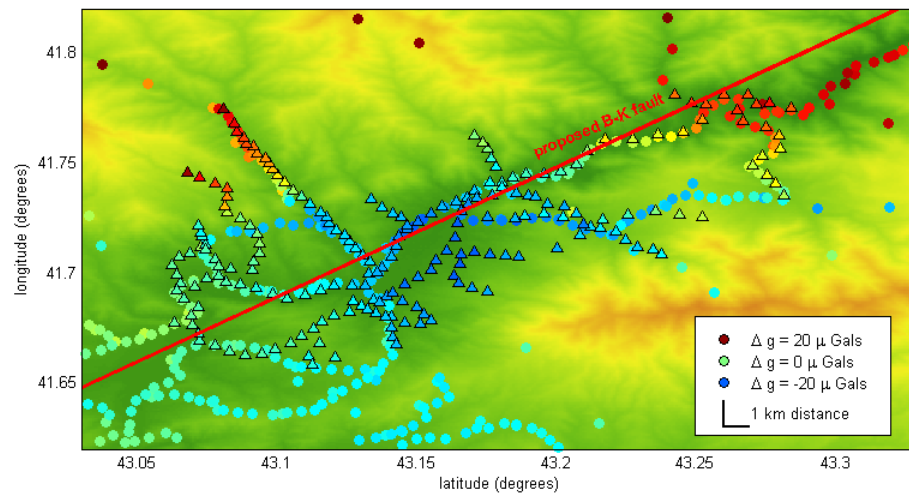 41.8
41.75
41.7
41.65
longitude (degrees)
proposed B-K fault
Δ g = 20 μ Gals
Δ g = 0 μ Gals
Δ g = -20 μ Gals
1 km distance
43.05
43.1
43.15
43.2
43.25
43.3
latitude (degrees)